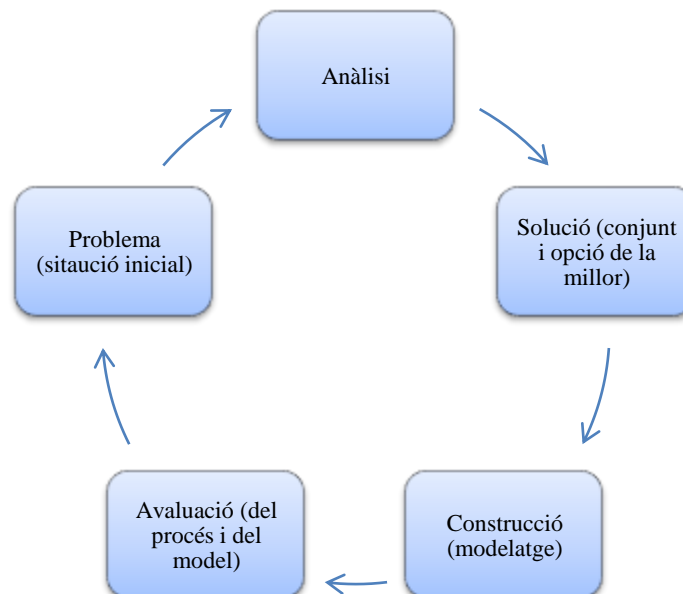 Anàlisi
Solució (conjunt
i opció de la
millor)
Construcció
(modelatge)
Avaluació (del
procés i del
model)
Problema
(sitaució inicial)